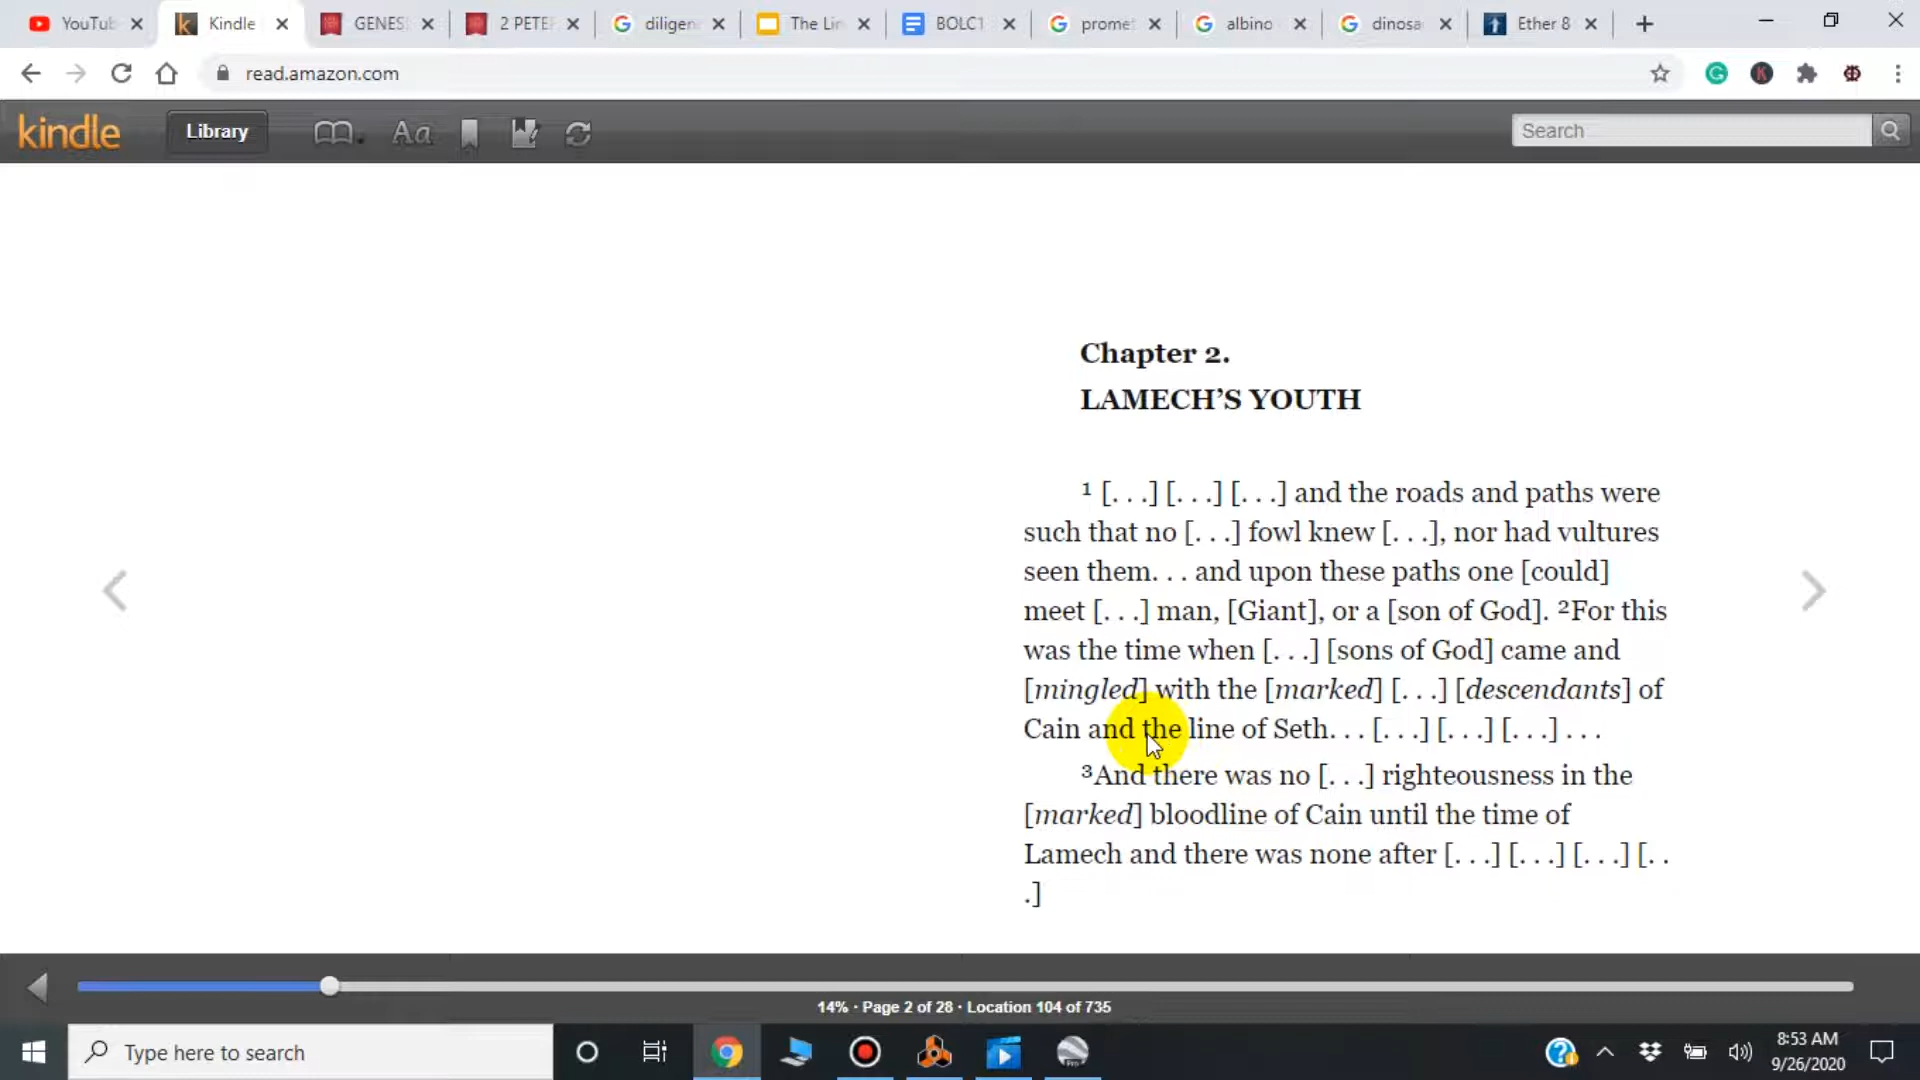 YouTub
Kindle
GENES
2 PETE
diligen
The Lin
BOLC1
promet
albino
dinosa
Ether 8
read.amazon.com
kindle
Library
Aa
Search
Chapter 2.
LAMECH’S YOUTH
1 [. . .] [. . .] [. . .] and the roads and paths were
such that no [. . .] fowl knew [. . .], nor had vultures
seen them. . . and upon these paths one [could]
meet [. . .] man, [Giant], or a [son of God]. 2For this
was the time when [. . .] [sons of God] came and
[mingled] with the [marked] [. . .] [descendants] of
Cain and the line of Seth. . . [. . .] [. . .] [. . .] . . .
3And there was no [. . .] righteousness in the
[marked] bloodline of Cain until the time of
Lamech and there was none after [. . .] [. . .] [. . .] [. .
.]
14% · Page 2 of 28 · Location 104 of 735
Type here to search
8:53 AM
9/26/2020